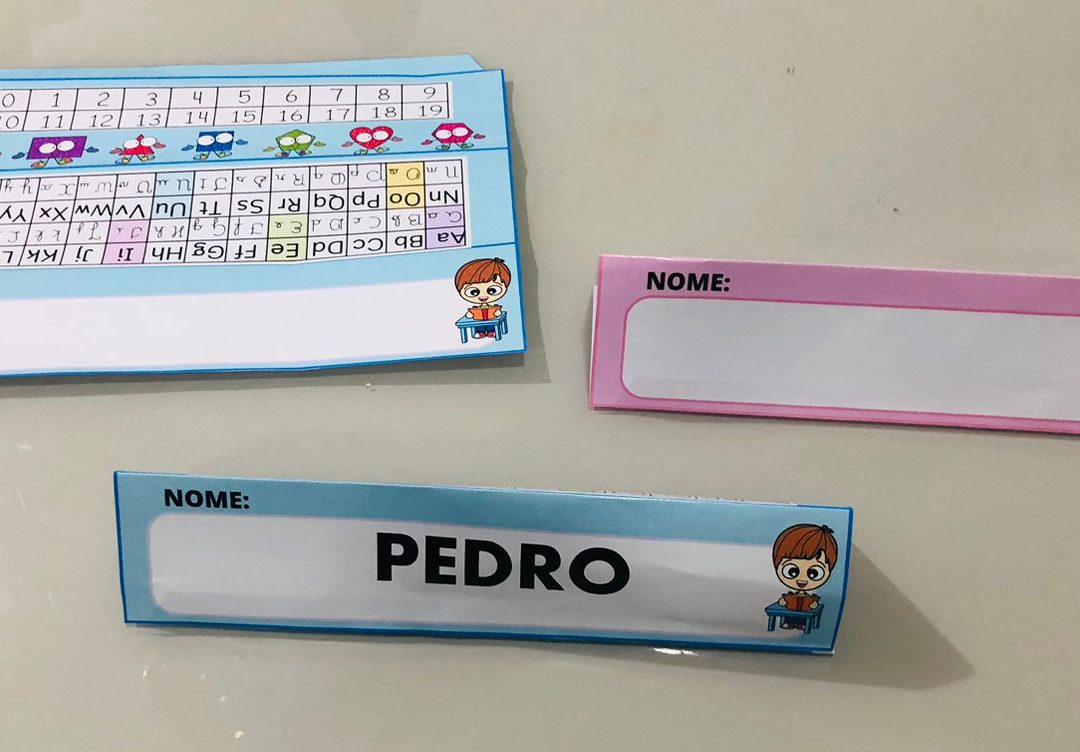 0 1 2 3 4 5 6 7 8 9
10 11 12 13 14 15 16 17 18 19
Aa Bb Cc Dd Ee Ff Gg Hh Ii Jj Kk L
A a B b C c D d E e F f G g H h I i J j K k L
Nn Oo Pp Qq Rr Ss Tt Uu Vv Ww Xx Yy
N n O o P p Q q R r S s T t U u V v W w X x Y y
NOME:
NOME:
PEDRO